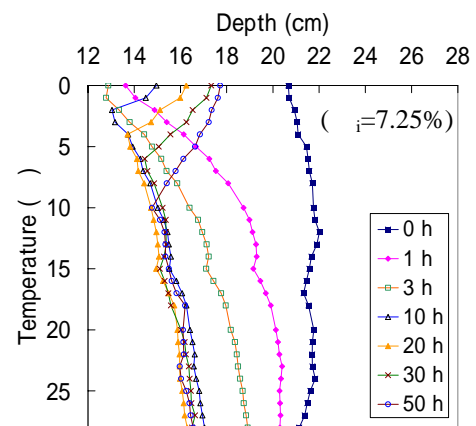 Depth (cm)
12 14 16 18 20 22 24 26 28
0
5
10
15
20
25
Temperature ( )
( i=7.25%)
0 h
1 h
3 h
10 h
20 h
30 h
50 h